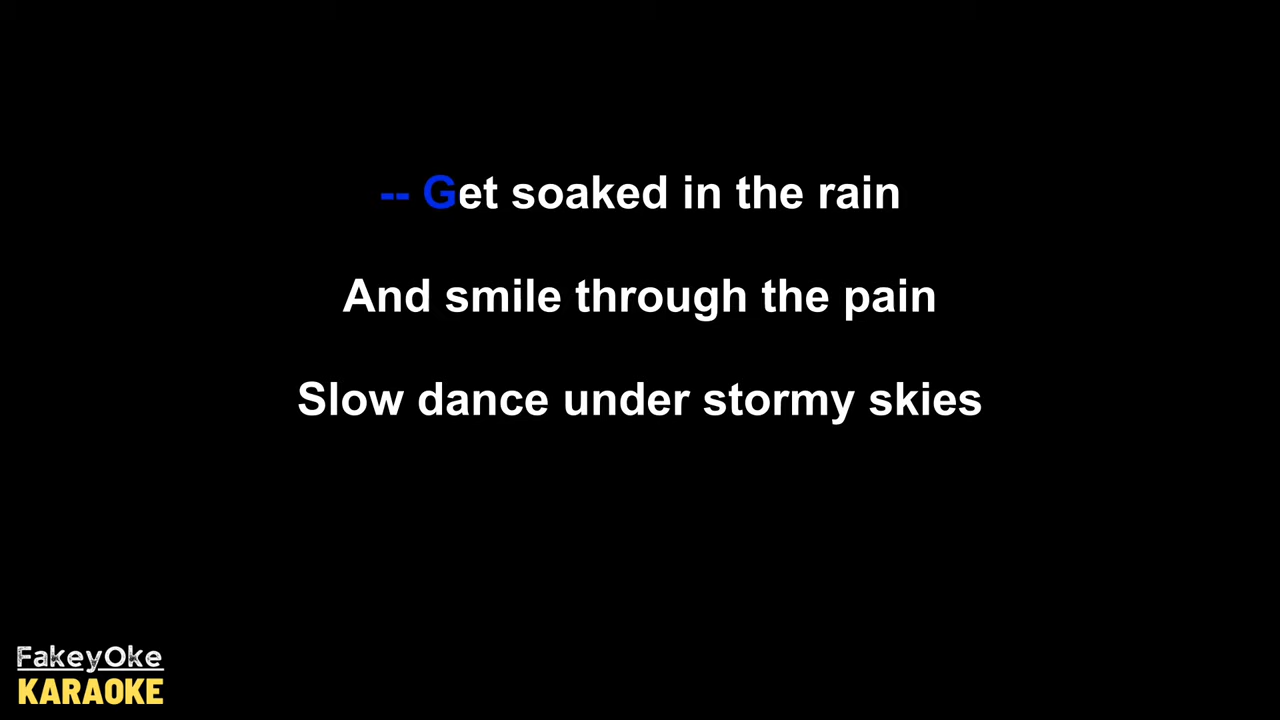 -- Get soaked in the rain
And smile through the pain
Slow dance under stormy skies
FakeyOke
KARAOKE